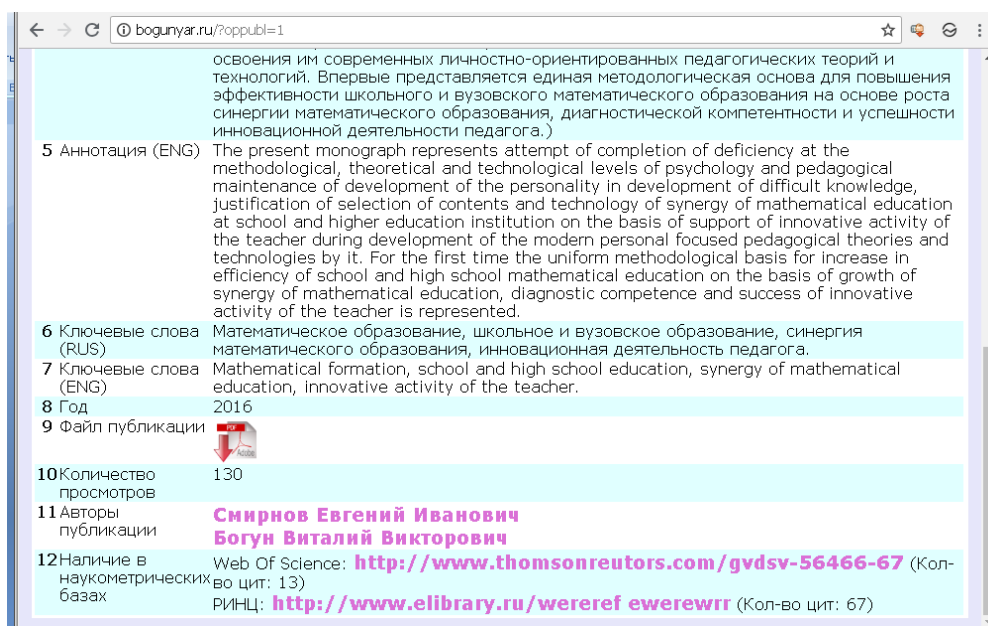 bogunyar.ru/?oppubl=1
освоения им современных личностно-ориентированных педагогических теорий и
технологий. Впервые представляется единая методологическая основа для повышения
эффективности школьного и вузовского математического образования на основе роста
синергии математического образования, диагностической компетентности и успешности
инновационной деятельности педагога.)
5 Аннотация (ENG) The present monograph represents attempt of completion of deficiency at the
methodological, theoretical and technological levels of psychology and pedagogical
maintenance of development of the personality in development of difficult knowledge,
justification of selection of contents and technology of synergy of mathematical education
at school and higher education institution on the basis of support of innovative activity of
the teacher during development of the modern personal focused pedagogical theories and
technologies by it. For the first time the uniform methodological basis for increase in
efficiency of school and high school mathematical education on the basis of growth of
synergy of mathematical education, diagnostic competence and success of innovative
activity of the teacher is represented.
6 Ключевые слова Математическое образование, школьное и вузовское образование, синергия
(RUS) математического образования, инновационная деятельность педагога.
7 Ключевые слова Mathematical formation, school and high school education, synergy of mathematical
(ENG) education, innovative activity of the teacher.
8 Год 2016
9 Файл публикации PDF Adobe
10 Количество 130
просмотров
11 Авторы Смирнов Евгений Иванович
публикации Богун Виталий Викторович
12 Наличие в Web Of Science: http://www.thomsonreutors.com/gvdsv-56466-67 (Кол-
наукометрических во цит: 13)
базах РИНЦ: http://www.elibrary.ru/wereref ewerewrr (Кол-во цит: 67)